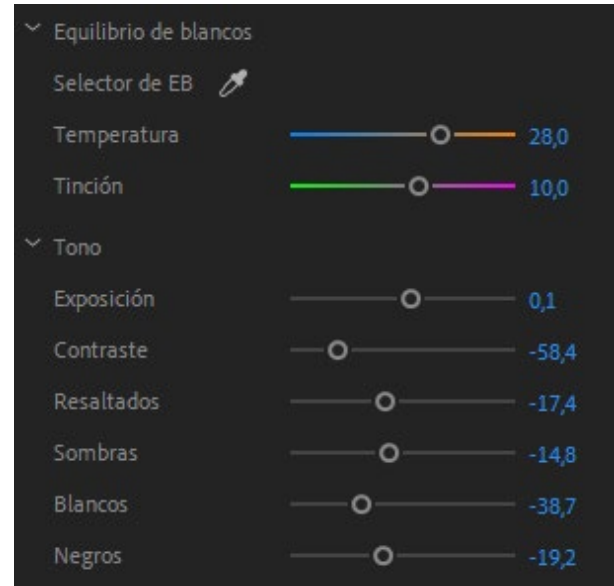 Equilibrio de blancos
Selector de EB
Temperatura 28,0
Tinción 10,0
Tono
Exposición 0,1
Contraste -58,4
Resaltados -17,4
Sombras -14,8
Blancos -38,7
Negros -19,2